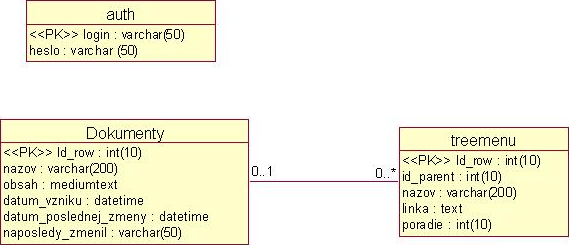 auth
<<PK>> login : varchar(50)
heslo : varchar (50)
Dokumenty
<<PK>> Id_row : int(10)
nazov : varchar(200)
obsah : mediumtext
datum_vzniku : datetime
datum_poslednej_zmeny : datetime
naposledy_zmenil : varchar(50)
0..1
0..*
treemenu
<<PK>> Id_row : int(10)
id_parent : int(10)
nazov : varchar(200)
linka : text
poradie : int(10)